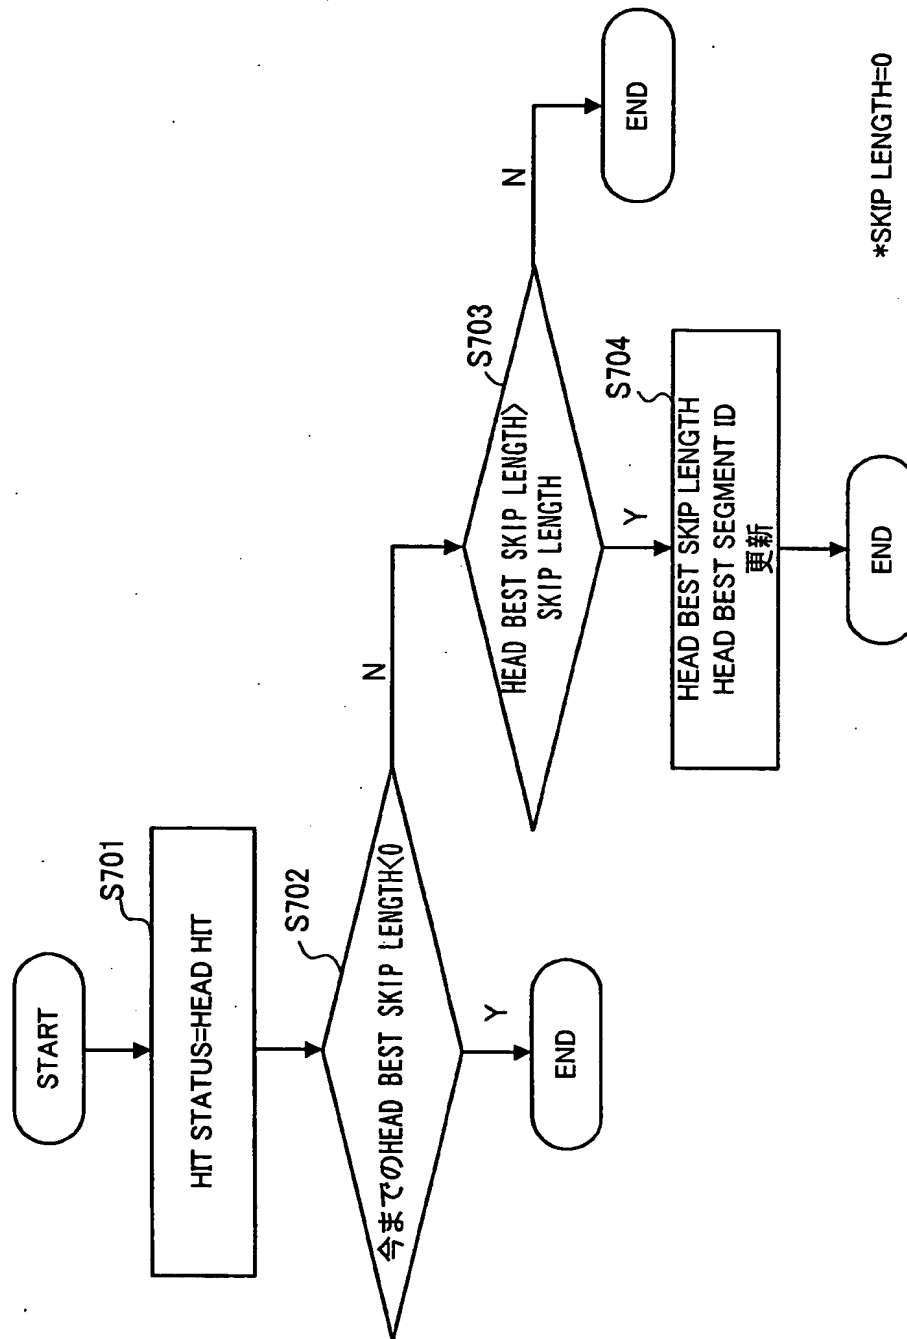 START
S701
HIT STATUS=HEAD HIT
S702
今までのHEAD BEST SKIP LENGTH<0
Y
END
N
S703
HEAD BEST SKIP LENGTH>
SKIP LENGTH
N
END
Y
S704
HEAD BEST SKIP LENGTH
HEAD BEST SEGMENT ID
更新
END
*SKIP LENGTH=0